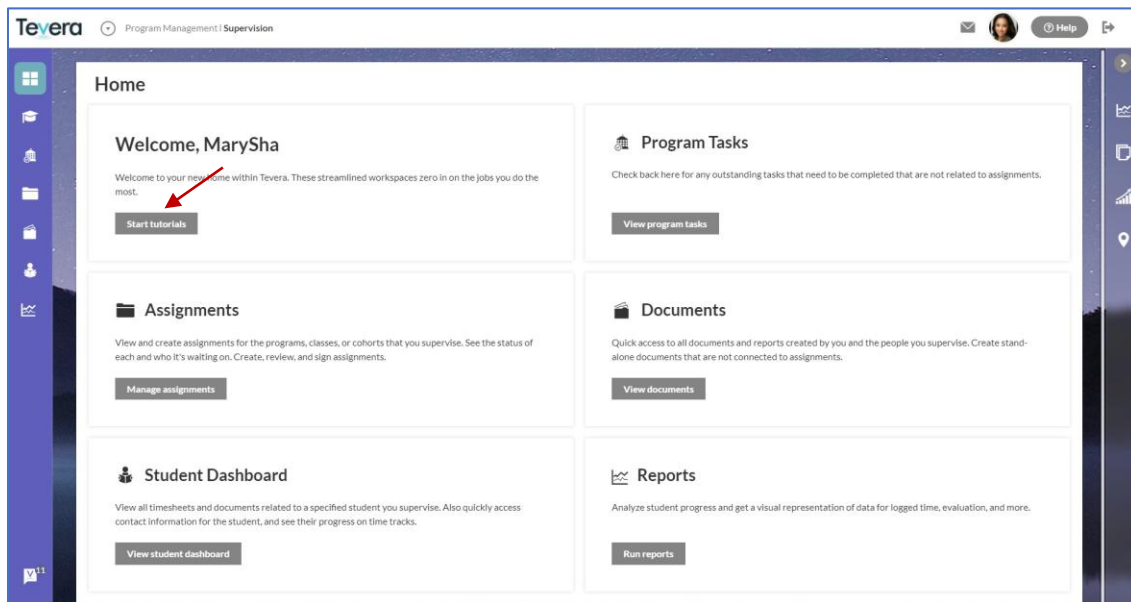 Tevera
Program Management | Supervision
Help
Home
Welcome, MarySha
Welcome to your new home within Tevera. These streamlined workspaces zero in on the jobs you do the
most.
Start tutorials
Program Tasks
Check back here for any outstanding tasks that need to be completed that are not related to assignments.
View program tasks
Assignments
View and create assignments for the programs, classes, or cohorts that you supervise. See the status of
each and who it's waiting on. Create, review, and sign assignments.
Manage assignments
Documents
Quick access to all documents and reports created by you and the people you supervise. Create stand-
alone documents that are not connected to assignments.
View documents
Student Dashboard
View all timesheets and documents related to a specified student you supervise. Also quickly access
contact information for the student, and see their progress on time tracks.
View student dashboard
Reports
Analyze student progress and get a visual representation of data for logged time, evaluation, and more.
Run reports
V 11